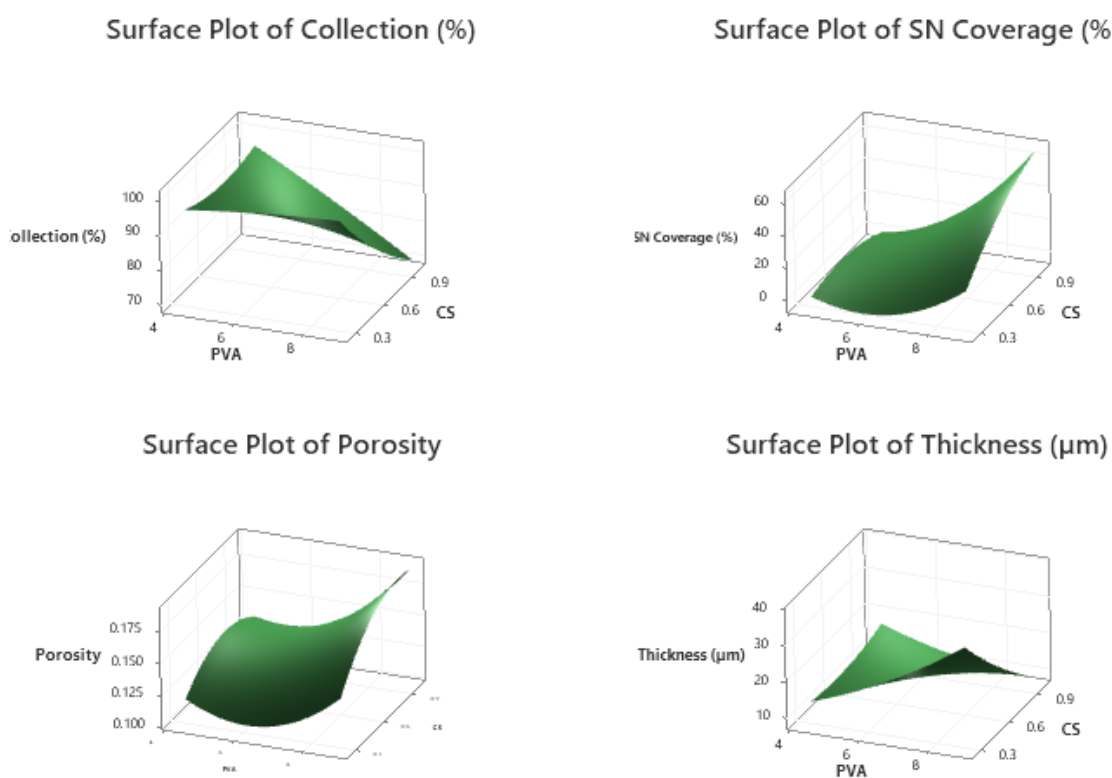 Surface Plot of Collection (%)
100
90
ollection (%)
80
70
4
6
8
PVA
0.3
0.6
0.9
CS
Surface Plot of SN Coverage (%
60
40
SN Coverage (%)
20
0
4
6
8
PVA
0.3
0.6
0.9
CS
Surface Plot of Porosity
0.175
0.150
Porosity
0.125
0.100
PVA
CS
Surface Plot of Thickness (µm)
40
30
Thickness (µm)
20
10
4
6
8
PVA
0.3
0.6
0.9
CS